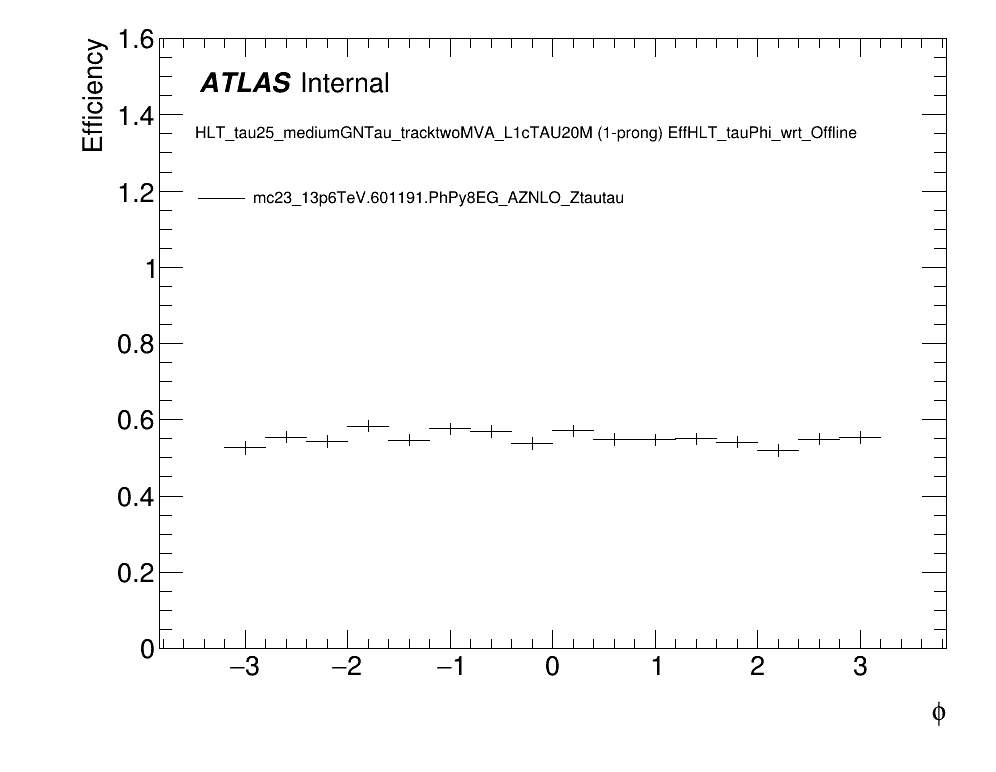 Efficiency
1.6
1.4
1.2
1
0.8
0.6
0.4
0.2
0
ATLAS Internal
HLT_tau25_mediumGNTau_tracktwoMVA_L1cTAU20M (1-prong) EffHLT_tauPhi_wrt_Offline
mc23_13p6TeV.601191.PhPy8EG_AZNLO_Ztautau
−3 −2 −1 0 1 2 3
ϕ